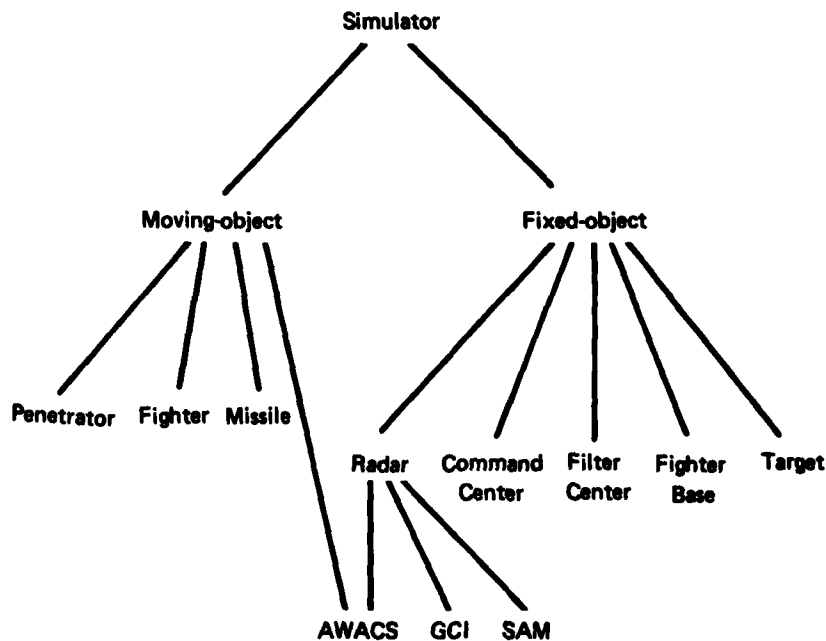 Simulator
Moving-object
Fixed-object
Penetrator
Fighter
Missile
Radar
Command
Center
Filter
Center
Fighter
Base
Target
AWACS
GCI
SAM